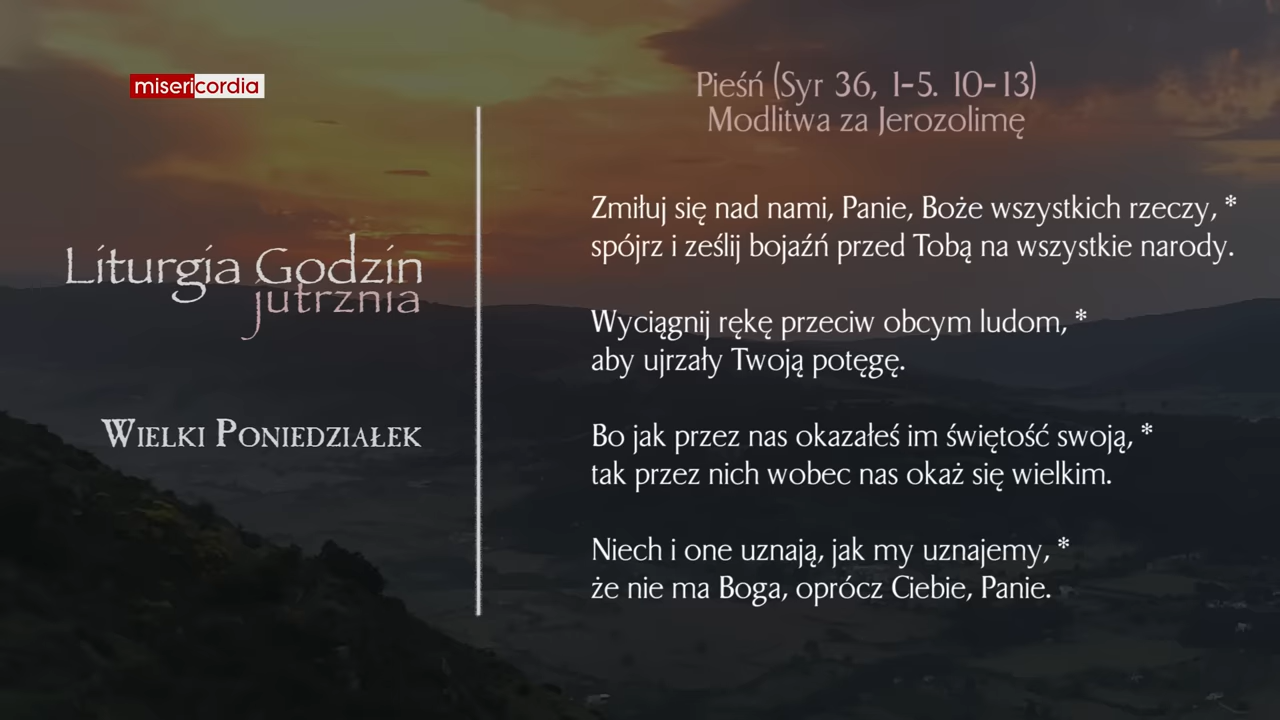 misericordia
Liturgia Godzin
jutrznia
Wielki Poniedziałek
Pieśń (Syr 36, 1-5. 10-13)
Modlitwa za Jerozolimę
Zmiłuj się nad nami, Panie, Boże wszystkich rzeczy, *
spójrz i ześlij bojaźń przed Tobą na wszystkie narody.
Wyciągnij rękę przeciw obcym ludom, *
aby ujrzały Twoją potęgę.
Bo jak przez nas okazałeś im świętość swoją, *
tak przez nich wobec nas okaż się wielkim.
Niech i one uznają, jak my uznajemy, *
że nie ma Boga, oprócz Ciebie, Panie.